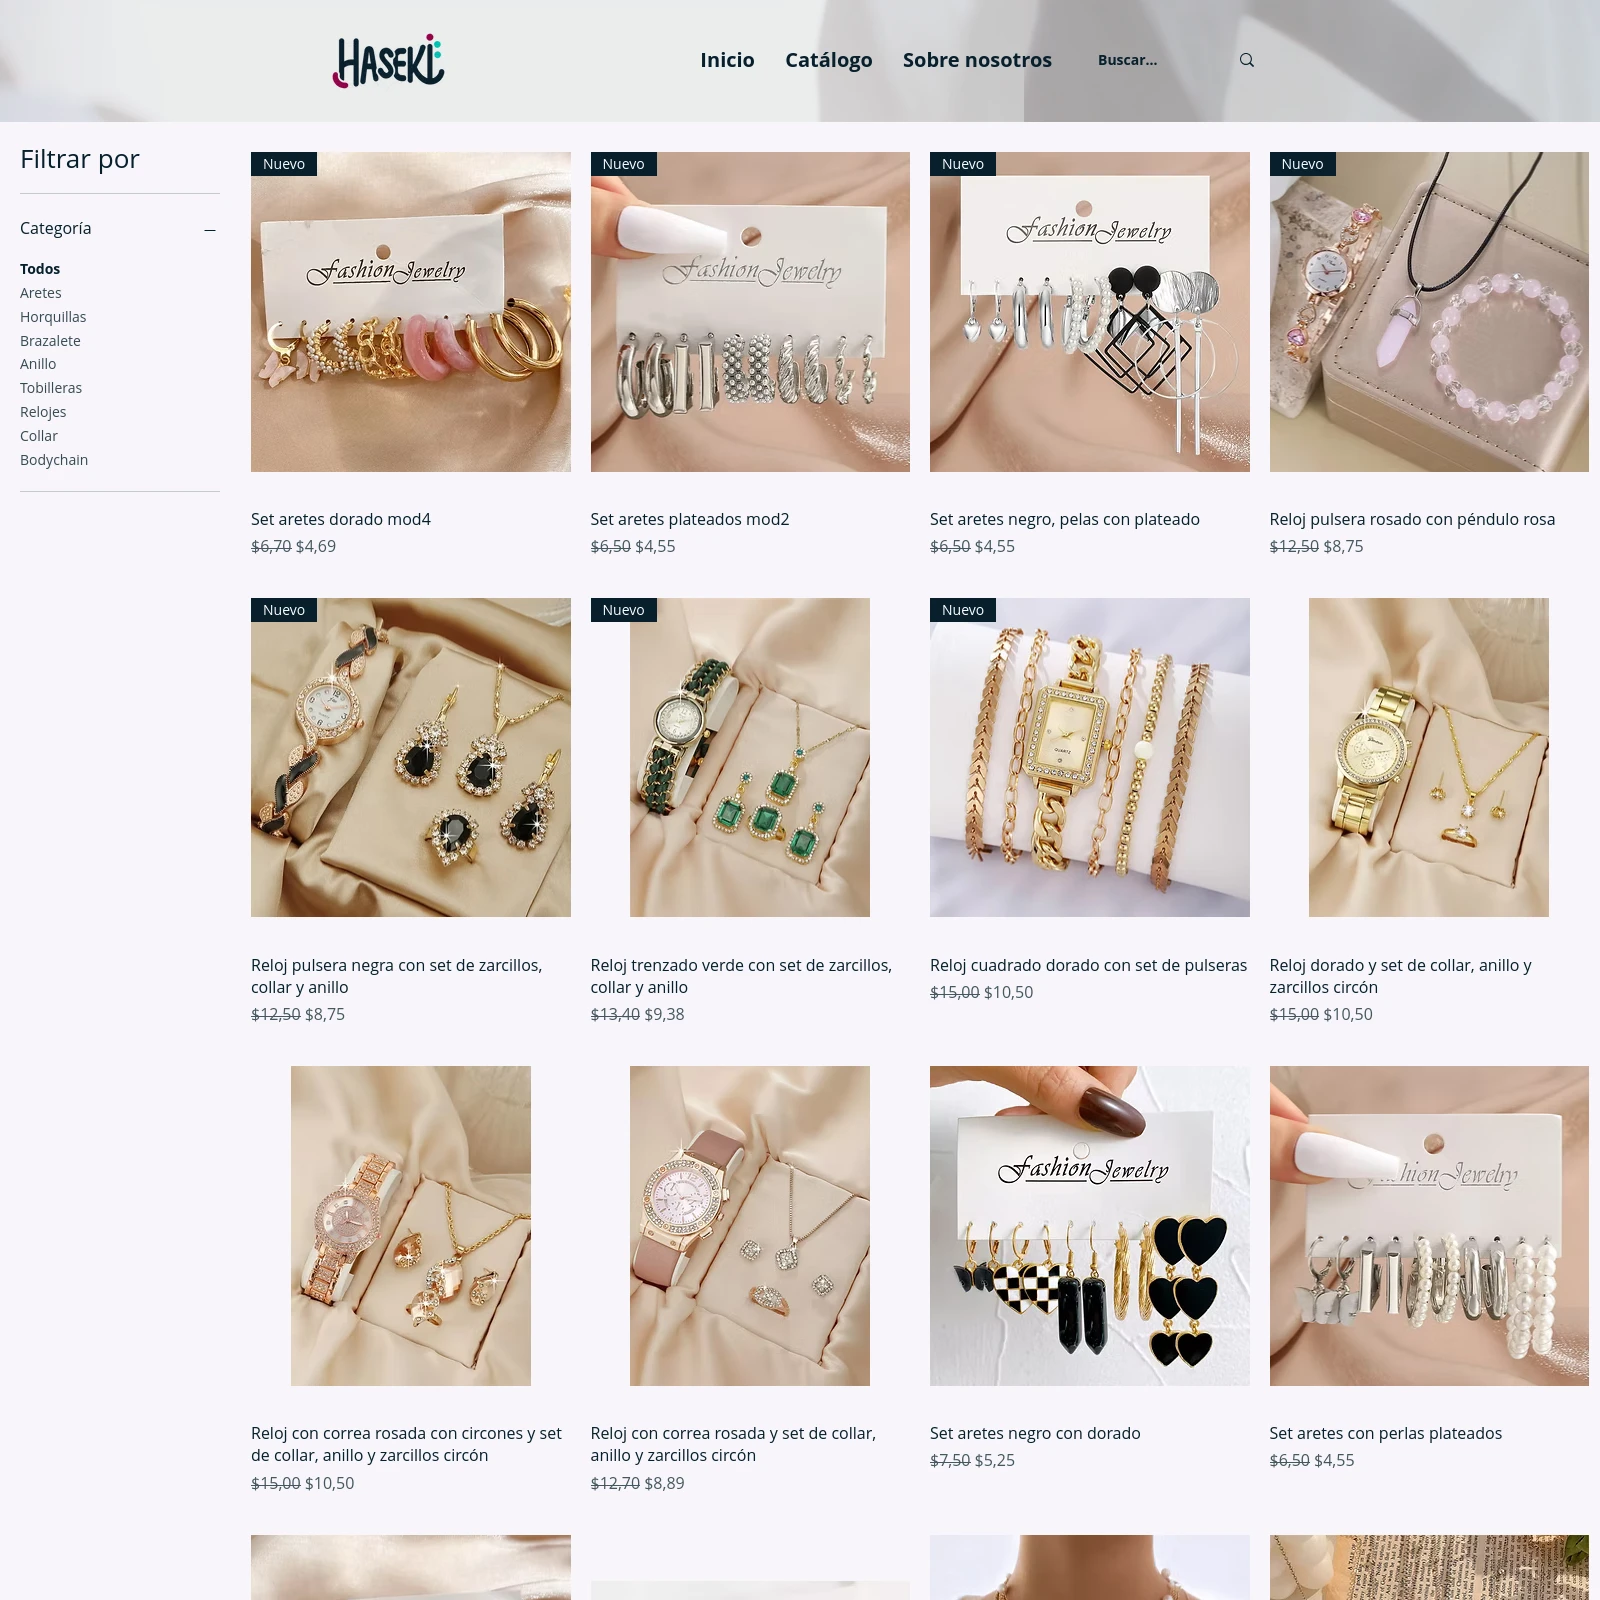 HASEKi
Inicio
Catálogo
Sobre nosotros
Buscar...
Filtrar por
Categoría
Todos
Aretes
Horquillas
Brazalete
Anillo
Tobilleras
Relojes
Collar
Bodychain
Nuevo
Fashion Jewelry
Set aretes dorado mod4
$6,70 $4,69
Nuevo
Fashion Jewelry
Set aretes plateados mod2
$6,50 $4,55
Nuevo
Fashion Jewelry
Set aretes negro, pelas con plateado
$6,50 $4,55
Nuevo
Reloj pulsera rosado con péndulo rosa
$12,50 $8,75
Nuevo
Reloj pulsera negra con set de zarcillos,
collar y anillo
$12,50 $8,75
Nuevo
Reloj trenzado verde con set de zarcillos,
collar y anillo
$13,40 $9,38
Nuevo
QUARTZ
Reloj cuadrado dorado con set de pulseras
$15,00 $10,50
Reloj dorado y set de collar, anillo y
zarcillos circón
$15,00 $10,50
Reloj con correa rosada con circones y set
de collar, anillo y zarcillos circón
$15,00 $10,50
Reloj con correa rosada y set de collar,
anillo y zarcillos circón
$12,70 $8,89
Fashion Jewelry
Set aretes negro con dorado
$7,50 $5,25
hion Jewelry
Set aretes con perlas plateados
$6,50 $4,55